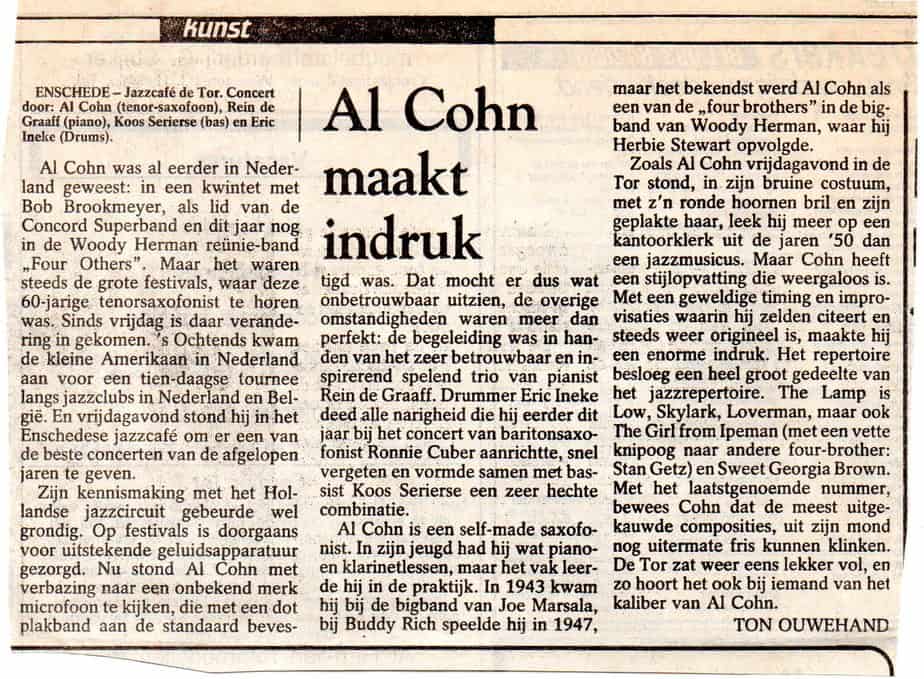 kunst
ENSCHEDE – Jazzcafé de Tor. Concert
door: Al Cohn (tenor-saxofoon), Rein de
Graaff (piano), Koos Serierse (bas) en Eric
Ineke (Drums).
Al Cohn
maakt
indruk
Al Cohn was al eerder in Neder-
land geweest: in een kwintet met
Bob Brookmeyer, als lid van de
Concord Superband en dit jaar nog
in de Woody Herman reünie-band
„Four Others”. Maar het waren
steeds de grote festivals, waar deze
60-jarige tenorsaxofonist te horen
was. Sinds vrijdag is daar verande-
ring in gekomen. 's Ochtends kwam
de kleine Amerikaan in Nederland
aan voor een tien-daagse tournee
langs jazzclubs in Nederland en Bel-
gië. En vrijdagavond stond hij in het
Enschedese jazzcafé om er een van
de beste concerten van de afgelopen
jaren te geven.
Zijn kennismaking met het Hol-
landse jazzcircuit gebeurde wel
grondig. Op festivals is doorgaans
voor uitstekende geluidsapparatuur
gezorgd. Nu stond Al Cohn met
verbazing naar een onbekend merk
microfoon te kijken, die met een dot
plakband aan de standaard beves-
tigd was. Dat mocht er dus wat
onbetrouwbaar uitzien, de overige
omstandigheden waren meer dan
perfekt: de begeleiding was in han-
den van het zeer betrouwbaar en in-
spirerend spelend trio van pianist
Rein de Graaff. Drummer Eric Ineke
deed alle narigheid die hij eerder dit
jaar bij het concert van baritonsaxo-
fonist Ronnie Cuber aanrichtte, snel
vergeten en vormde samen met bas-
sist Koos Serierse een zeer hechte
combinatie.
Al Cohn is een self-made saxofo-
nist. In zijn jeugd had hij wat piano-
en klarinetlessen, maar het vak leer-
de hij in de praktijk. In 1943 kwam
hij bij de bigband van Joe Marsala,
bij Buddy Rich speelde hij in 1947,
maar het bekendst werd Al Cohn als
een van de „four brothers” in de big-
band van Woody Herman, waar hij
Herbie Stewart opvolgde.
Zoals Al Cohn vrijdagavond in de
Tor stond, in zijn bruine costuum,
met z'n ronde hoornen bril en zijn
geplakte haar, leek hij meer op een
kantoorklerk uit de jaren '50 dan
een jazzmusicus. Maar Cohn heeft
een stijlopvatting die weergaloos is.
Met een geweldige timing en impro-
visaties waarin hij zelden citeert en
steeds weer origineel is, maakte hij
een enorme indruk. Het repertoire
besloeg een heel groot gedeelte van
het jazzrepertoire. The Lamp is
Low, Skylark, Loverman, maar ook
The Girl from Ipeman (met een vette
knipoog naar andere four-brother:
Stan Getz) en Sweet Georgia Brown.
Met het laatstgenoemde nummer,
bewees Cohn dat de meest uitge-
kauwde composities, uit zijn mond
nog uitermate fris kunnen klinken.
De Tor zat weer eens lekker vol, en
zo hoort het ook bij iemand van het
kaliber van Al Cohn.
TON OUWEHAND